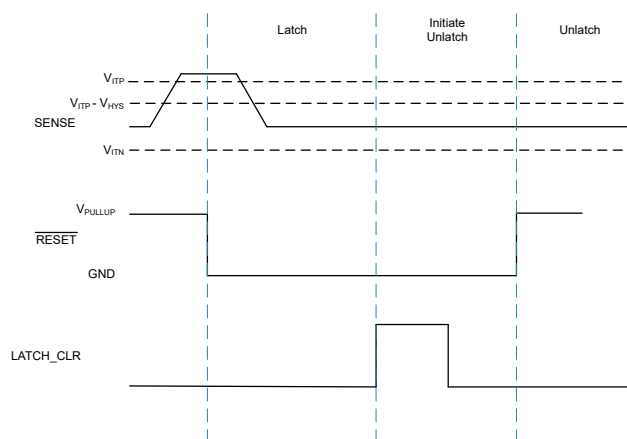 Latch
Initiate
Unlatch
Unlatch
VITP
VITP - VHYS
SENSE
VITN
VPULLUP
RESET
GND
LATCH_CLR